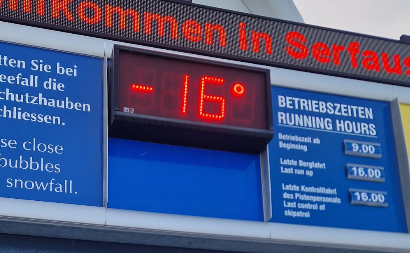 Willkommen in Serfaus
tten Sie bei
eefall die
chutzhauben
chliessen.
se close
bubbles
snowfall.
-16°
BETRIEBSZEITEN
RUNNING HOURS
Betriebszeit ab
Beginning
9.00
Letzte Bergfahrt
Last run up
16.00
Letzte Kontrollfahrt
des Pistenpersonals
Last control of
skipatrol
16.00